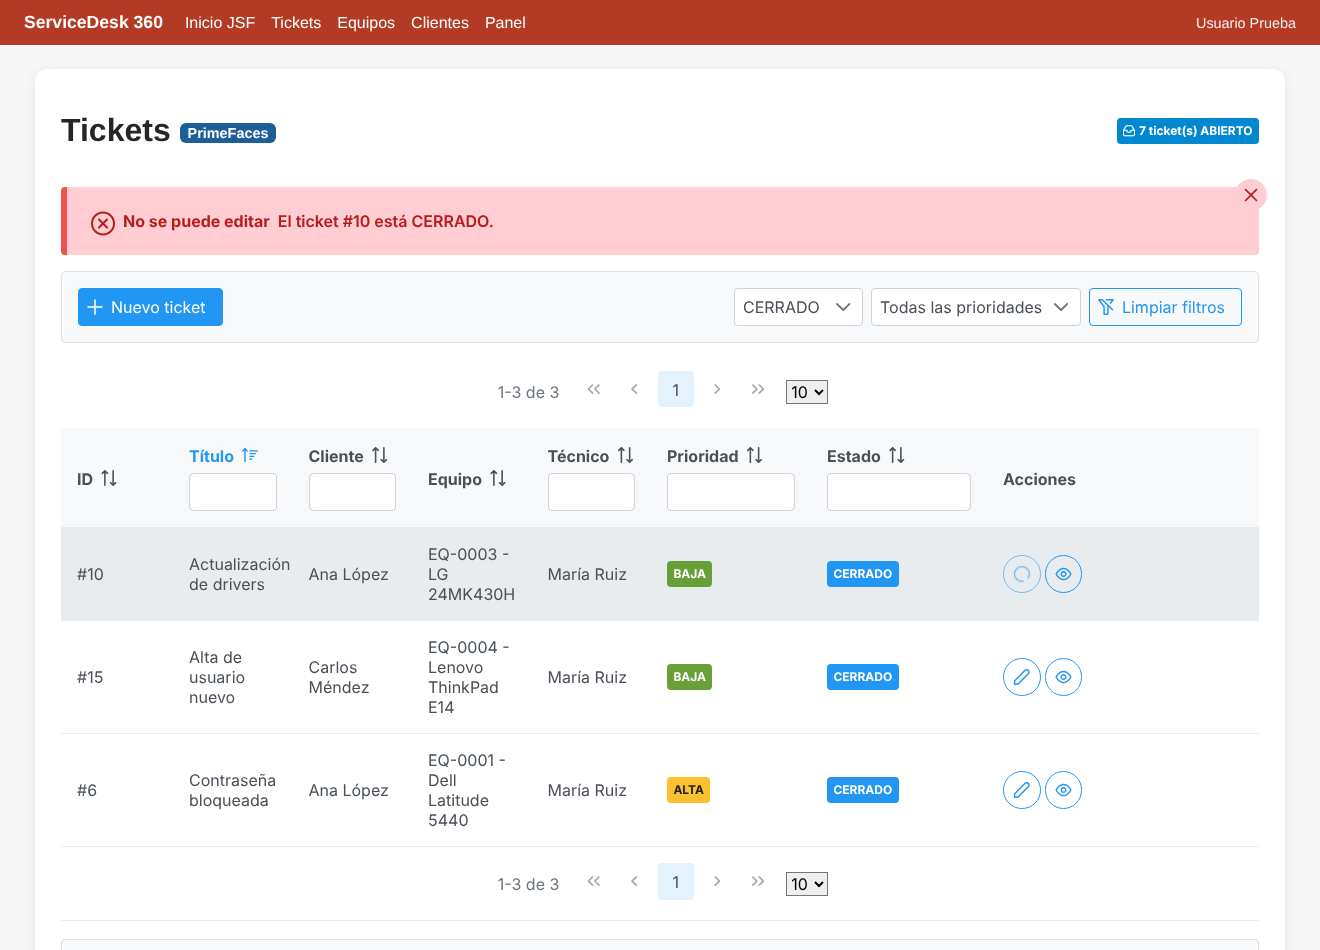 ServiceDesk 360 Inicio JSF Tickets Equipos Clientes Panel Usuario Prueba
Tickets PrimeFaces 7 ticket(s) ABIERTO
No se puede editar El ticket #10 está CERRADO.
Nuevo ticket CERRADO Todas las prioridades Limpiar filtros
1-3 de 3 1 10
ID Título Cliente Equipo Técnico Prioridad Estado Acciones
#10 Actualización de drivers Ana López EQ-0003 - LG 24MK430H María Ruiz BAJA CERRADO
#15 Alta de usuario nuevo Carlos Méndez EQ-0004 - Lenovo ThinkPad E14 María Ruiz BAJA CERRADO
#6 Contraseña bloqueada Ana López EQ-0001 - Dell Latitude 5440 María Ruiz ALTA CERRADO
1-3 de 3 1 10